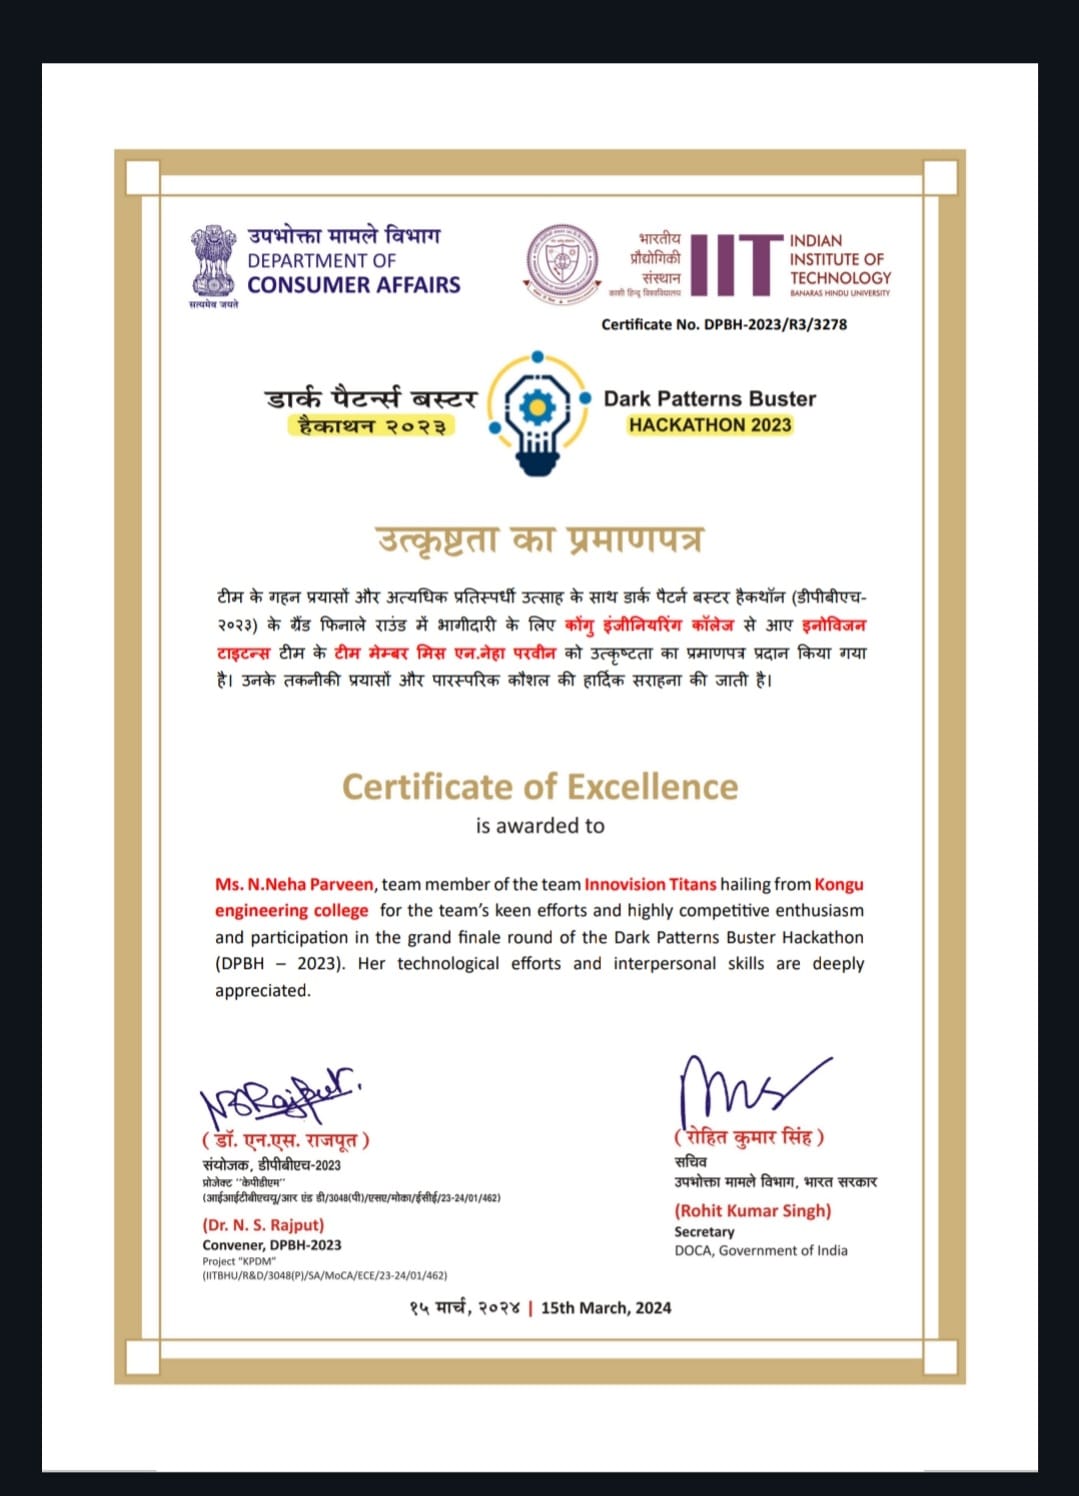 उपभोक्ता मामले विभाग
DEPARTMENT OF
CONSUMER AFFAIRS
सत्यमेव जयते
भारतीय
प्रौद्योगिकी
संस्थान
काशी हिन्दू विश्वविद्यालय
IIT
INDIAN
INSTITUTE OF
TECHNOLOGY
BANARAS HINDU UNIVERSITY
Certificate No. DPBH-2023/R3/3278
डार्क पैटर्न्स बस्टर
हैकाथन २०२३
Dark Patterns Buster
HACKATHON 2023
उत्कृष्टता का प्रमाणपत्र
टीम के गहन प्रयासों और अत्यधिक प्रतिस्पर्धी उत्साह के साथ डार्क पैटर्न बस्टर हैकथॉन (डीपीबीएच-
२०२३) के ग्रैंड फिनाले राउंड में भागीदारी के लिए कोंगु इंजीनियरिंग कॉलेज से आए इनोविजन
टाइटन्स टीम के टीम मेम्बर मिस एन.नेहा परवीन को उत्कृष्टता का प्रमाणपत्र प्रदान किया गया
है। उनके तकनीकी प्रयासों और पारस्परिक कौशल की हार्दिक सराहना की जाती है।
Certificate of Excellence
is awarded to
Ms. N.Neha Parveen, team member of the team Innovision Titans hailing from Kongu
engineering college for the team’s keen efforts and highly competitive enthusiasm
and participation in the grand finale round of the Dark Patterns Buster Hackathon
(DPBH – 2023). Her technological efforts and interpersonal skills are deeply
appreciated.
NSRajput.
( डॉ. एन.एस. राजपूत )
संयोजक, डीपीबीएच-2023
प्रोजेक्ट "केपीडीएम"
(आईआईटीबीएचयू/आर एंड डी/3048(पी)/एसए/मोका/ईसीई/23-24/01/462)
(Dr. N. S. Rajput)
Convener, DPBH-2023
Project "KPDM"
(IITBHU/R&D/3048(P)/SA/MoCA/ECE/23-24/01/462)
( रोहित कुमार सिंह )
सचिव
उपभोक्ता मामले विभाग, भारत सरकार
(Rohit Kumar Singh)
Secretary
DOCA, Government of India
१५ मार्च, २०२४ | 15th March, 2024